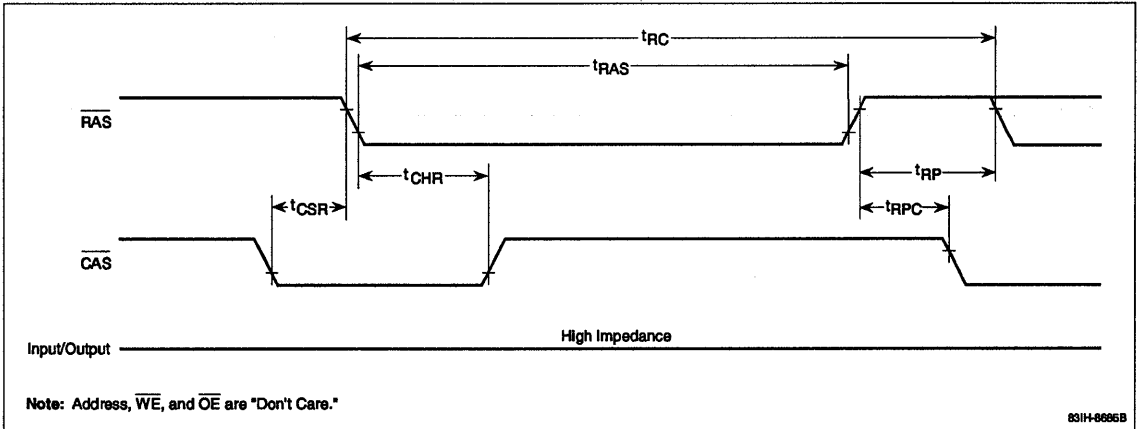 tRC
tRAS
RAS
tCHR
tRP
tCSR
tRPC
CAS
High Impedance
Input/Output
Note: Address, WE, and OE are "Don't Care."
83IH-8685B